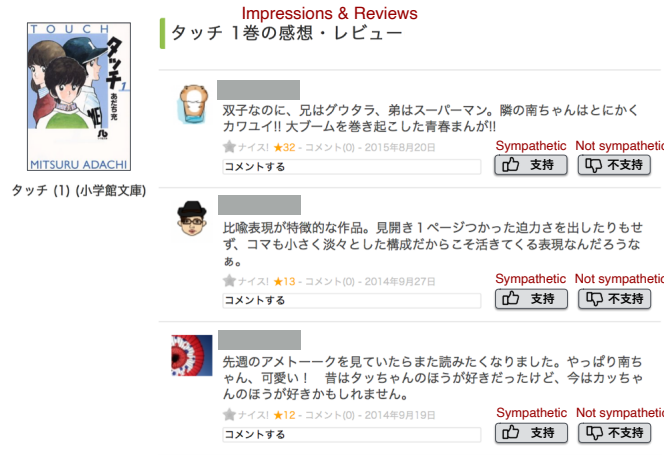 Impressions & Reviews
タッチ 1巻の感想・レビュー
TOUCH
タッチ
1
あだち充
MITSURU ADACHI
タッチ (1) (小学館文庫)
双子なのに、兄はグウタラ、弟はスーパーマン。隣の南ちゃんはとにかく
カワユイ!! 大ブームを巻き起こした青春まんが!!
ナイス! ★32 - コメント(0) - 2015年8月20日
Sympathetic Not sympathetic
コメントする
支持 不支持
比喩表現が特徴的な作品。見開き１ページつかった迫力さを出したりもせ
ず、コマも小さく淡々とした構成だからこそ活きてくる表現なんだろうな
ぁ。
ナイス! ★13 - コメント(0) - 2014年9月27日
Sympathetic Not sympathetic
コメントする
支持 不支持
先週のアメトーークを見ていたらまた読みたくなりました。やっぱり南ち
ゃん、可愛い！　昔はタッちゃんのほうが好きだったけど、今はカッちゃ
んのほうが好きかもしれません。
ナイス! ★12 - コメント(0) - 2014年9月19日
Sympathetic Not sympathetic
コメントする
支持 不支持